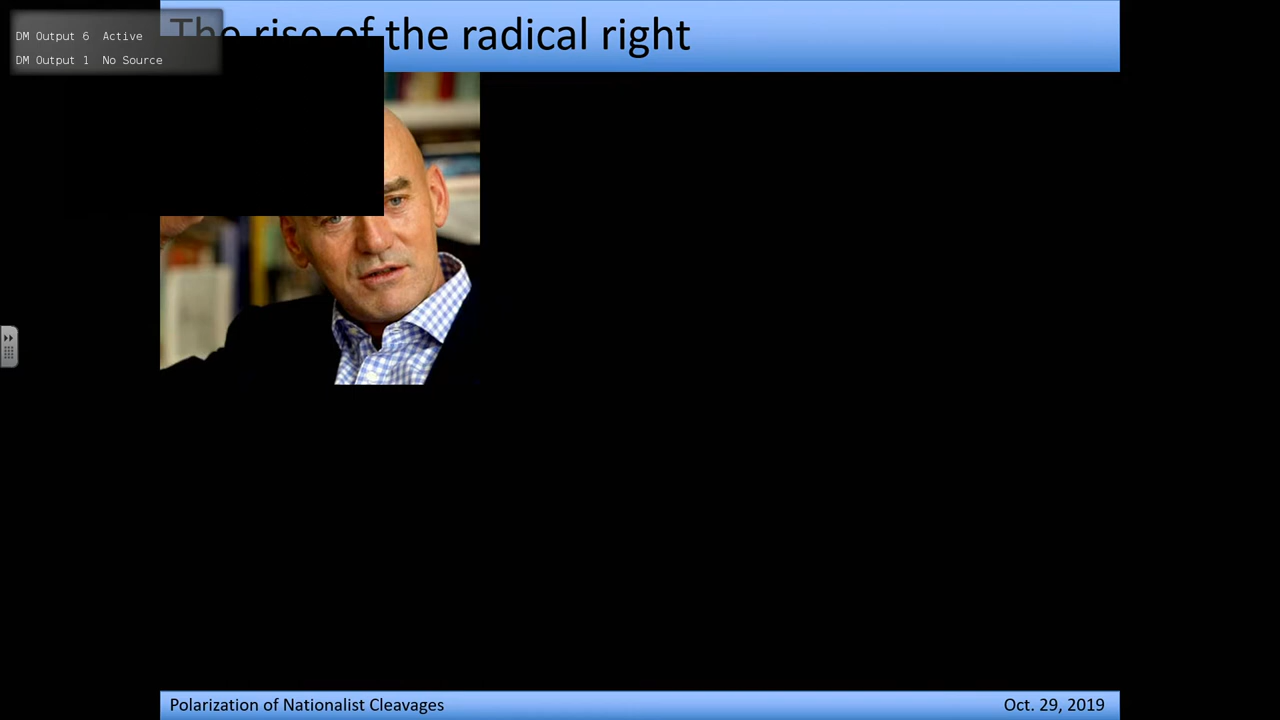 The rise of the radical right
DM Output 6 Active
DM Output 1 No Source
Polarization of Nationalist Cleavages
Oct. 29, 2019